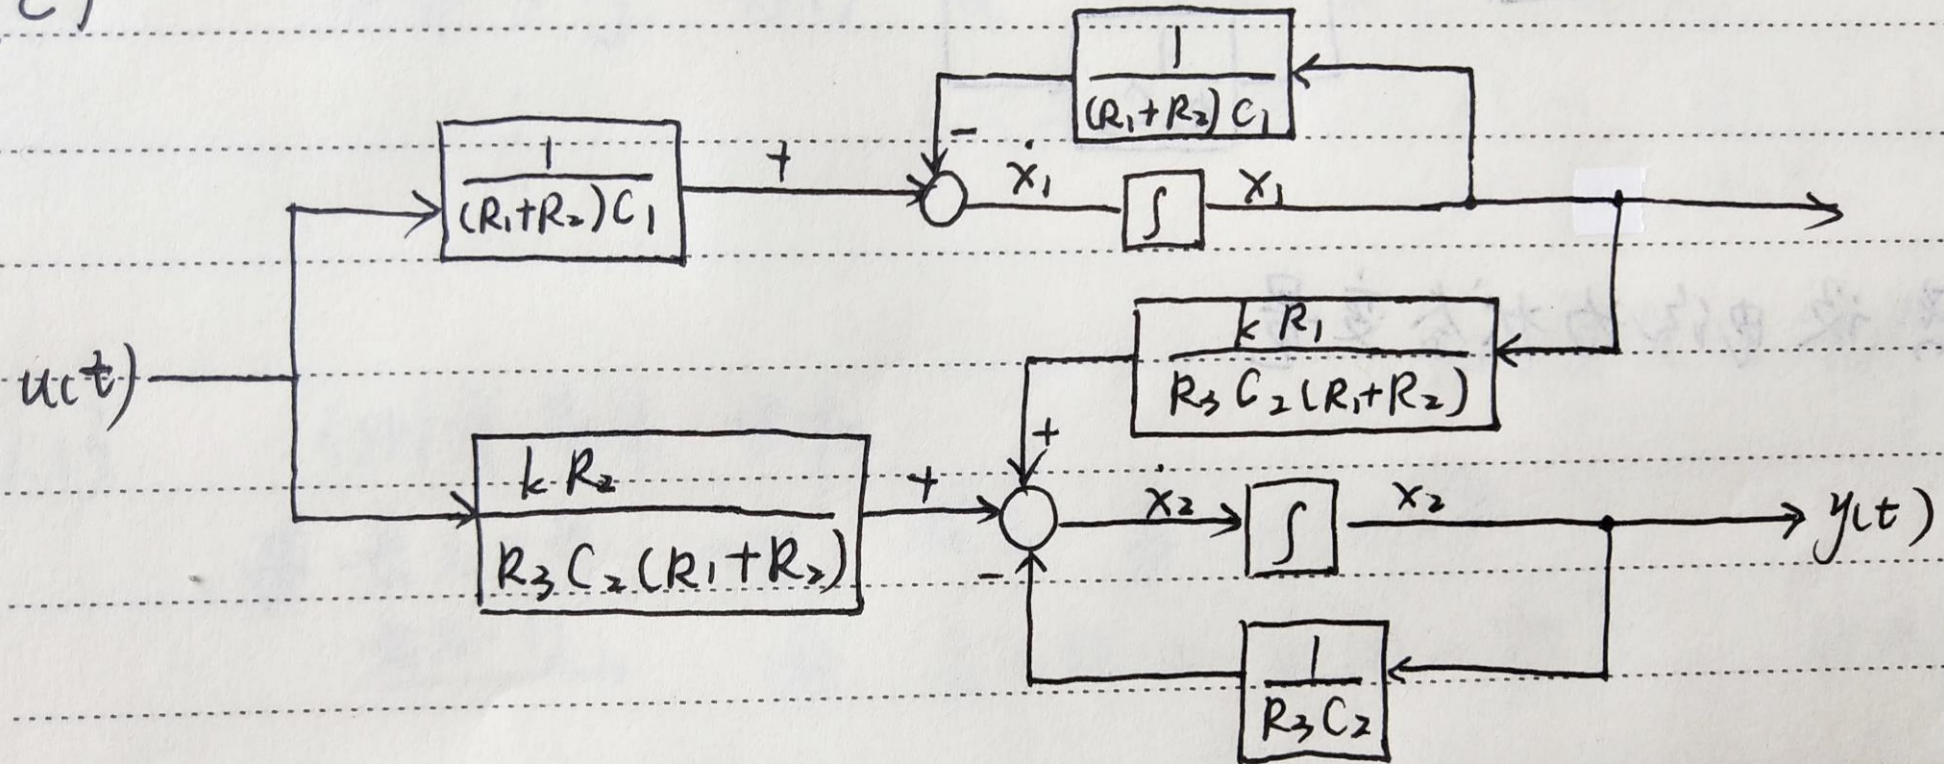 c)
1
(R₁+R₂)C₁
-
1
(R₁+R₂)C₁
+
ẋ₁
∫
x₁
kR₁
R₃C₂(R₁+R₂)
u(t)
+
kR₂
R₃C₂(R₁+R₂)
+
ẋ₂
∫
x₂
y(t)
-
1
R₃C₂